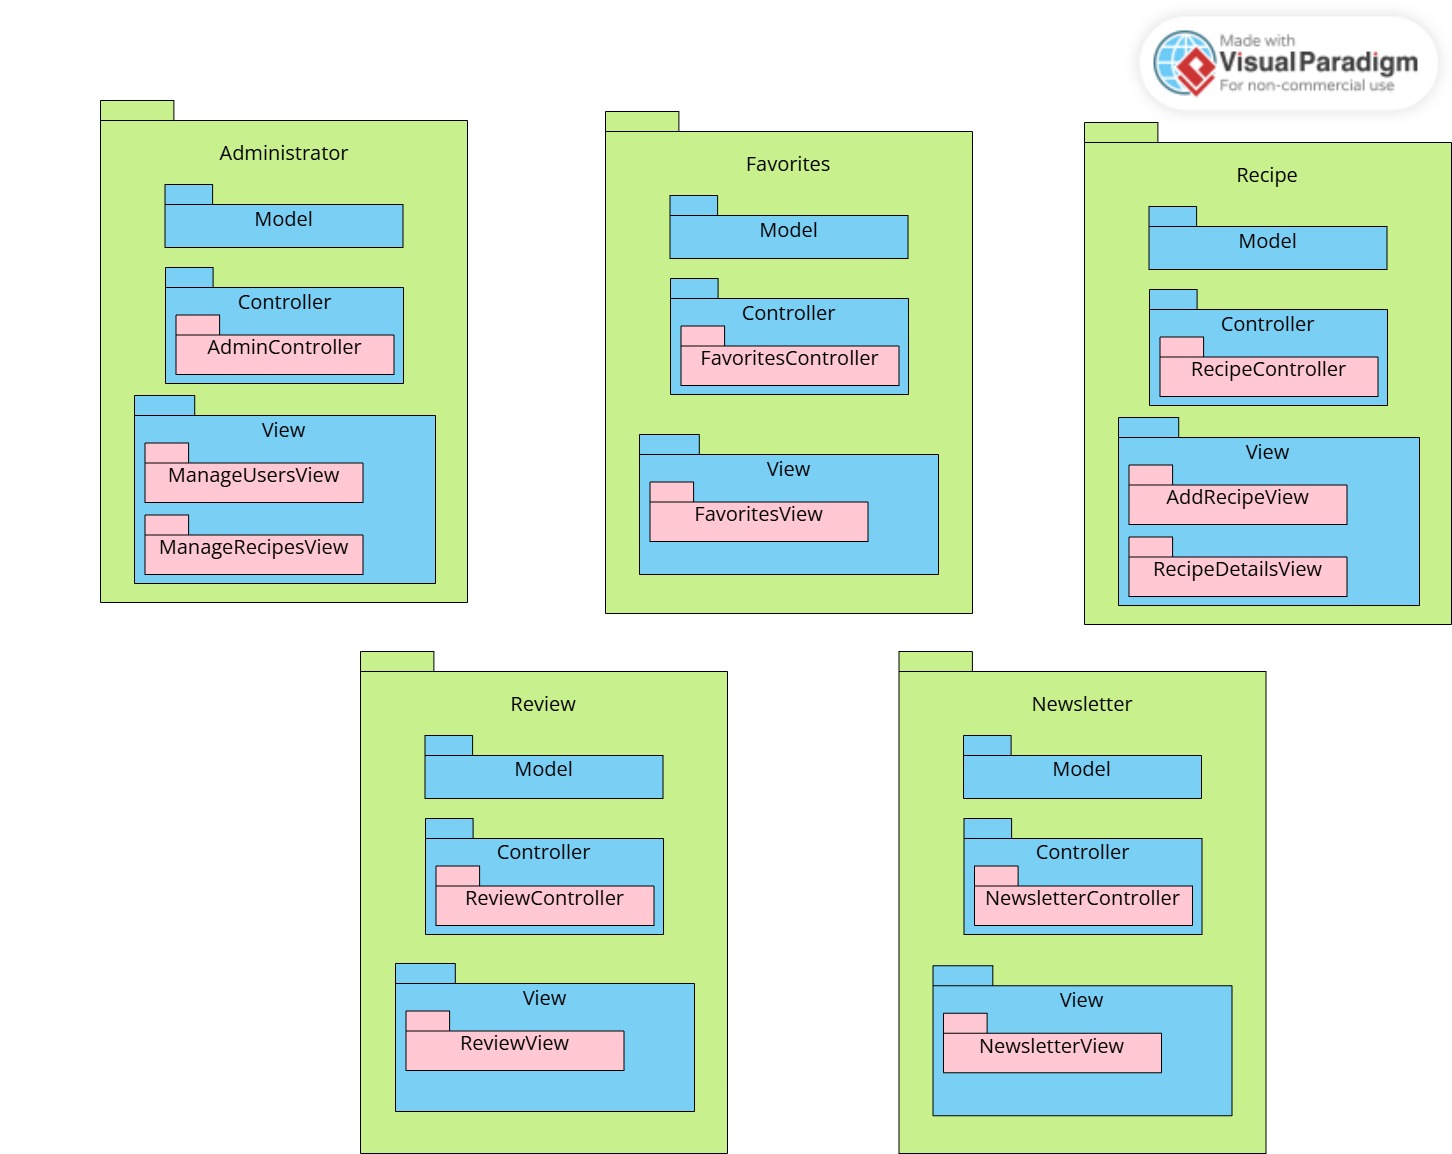 Made with
Visual Paradigm
For non-commercial use
Administrator
Model
Controller
AdminController
View
ManageUsersView
ManageRecipesView
Favorites
Model
Controller
FavoritesController
View
FavoritesView
Recipe
Model
Controller
RecipeController
View
AddRecipeView
RecipeDetailsView
Review
Model
Controller
ReviewController
View
ReviewView
Newsletter
Model
Controller
NewsletterController
View
NewsletterView